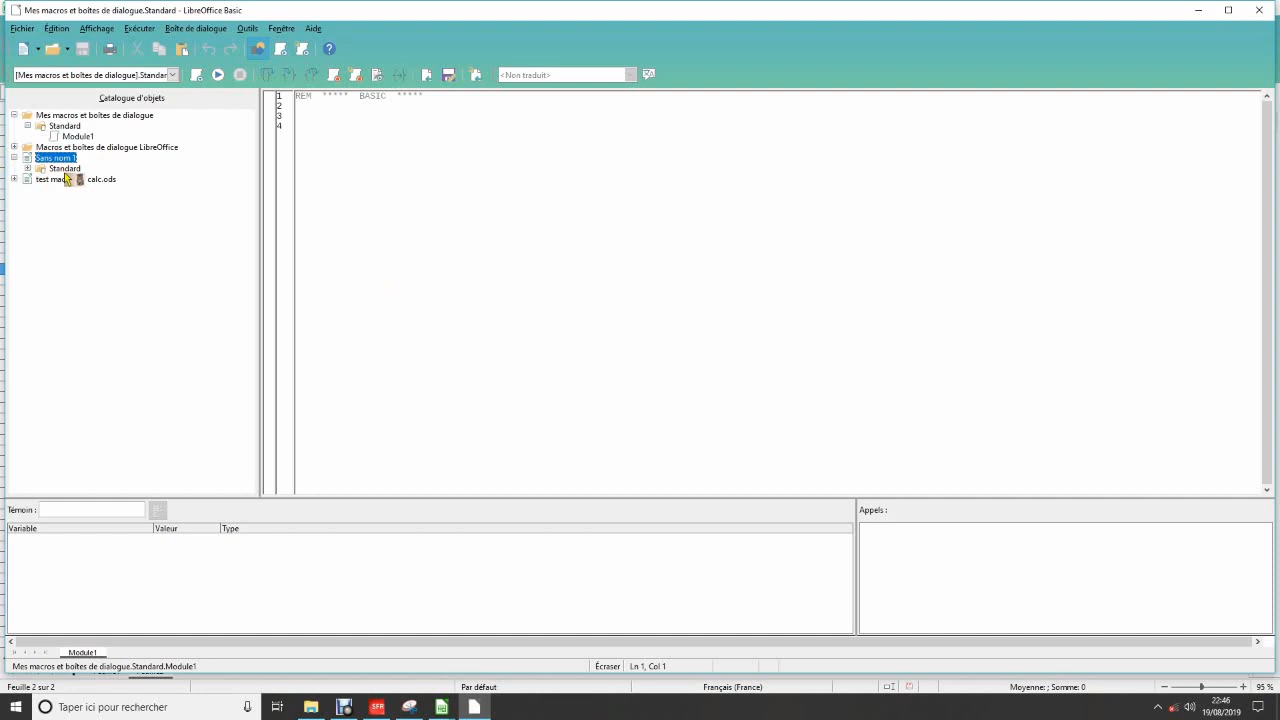 Mes macros et boîtes de dialogue.Standard - LibreOffice Basic
Fichier Édition Affichage Exécuter Boîte de dialogue Outils Fenêtre Aide
[Mes macros et boîtes de dialogue].Standar
<Non traduit>
Catalogue d'objets
Mes macros et boîtes de dialogue
Standard
Module1
Macros et boîtes de dialogue LibreOffice
Sans nom 1
Standard
test calc.ods
1 REM ***** BASIC *****
2
3
4
Témoin :
Appels :
Variable Valeur Type
Module1
Mes macros et boîtes de dialogue.Standard.Module1 Écraser Ln 1, Col 1
Feuille 2 sur 2 Par défaut Français (France) Moyenne: ; Somme: 0 95 %
Taper ici pour rechercher
SFR
22:46
19/08/2019